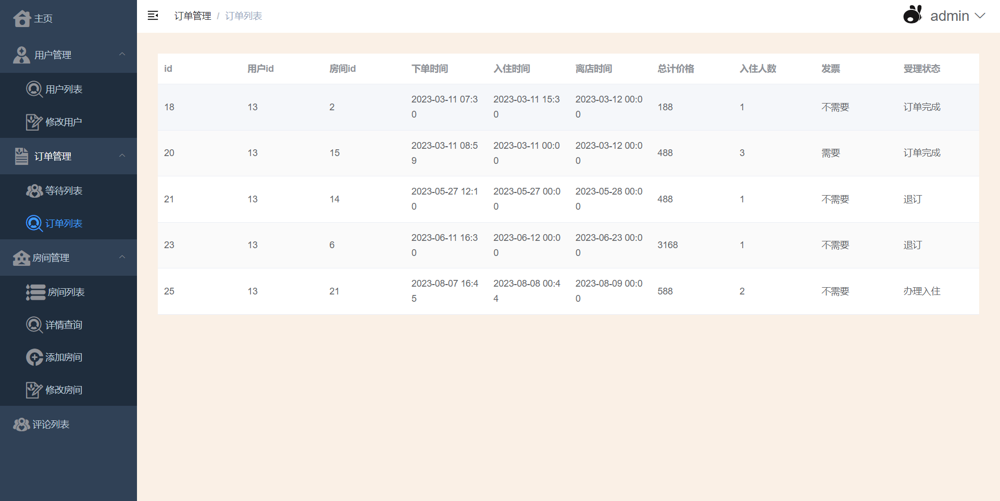 主页
用户管理
用户列表
修改用户
订单管理
等待列表
订单列表
房间管理
房间列表
详情查询
添加房间
修改房间
评论列表
订单管理 / 订单列表
admin
id 用户id 房间id 下单时间 入住时间 离店时间 总计价格 入住人数 发票 受理状态
18 13 2 2023-03-11 07:30 2023-03-11 15:30 2023-03-12 00:00 188 1 不需要 订单完成
20 13 15 2023-03-11 08:59 2023-03-11 00:00 2023-03-12 00:00 488 3 需要 订单完成
21 13 14 2023-05-27 12:10 2023-05-27 00:00 2023-05-28 00:00 488 1 不需要 退订
23 13 6 2023-06-11 16:30 2023-06-12 00:00 2023-06-23 00:00 3168 1 不需要 退订
25 13 21 2023-08-07 16:45 2023-08-08 00:44 2023-08-09 00:00 588 2 不需要 办理入住